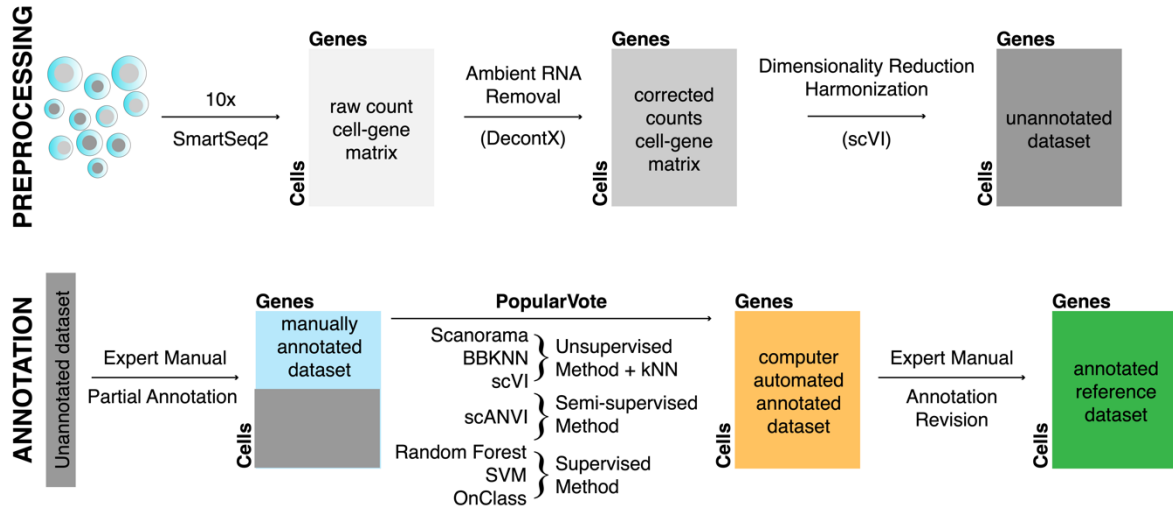 PREPROCESSING
10x
SmartSeq2
Genes
Cells
raw count
cell-gene
matrix
Ambient RNA
Removal
(DecontX)
Genes
Cells
corrected
counts
cell-gene
matrix
Dimensionality Reduction
Harmonization
(scVI)
Genes
Cells
unannotated
dataset
ANNOTATION
Unannotated dataset
Expert Manual
Partial Annotation
Genes
Cells
manually
annotated
dataset
PopularVote
Scanorama
BBKNN
scVI
Unsupervised
Method + kNN
scANVI
Semi-supervised
Method
Random Forest
SVM
OnClass
Supervised
Method
Genes
Cells
computer
automated
annotated
dataset
Expert Manual
Annotation
Revision
Genes
Cells
annotated
reference
dataset